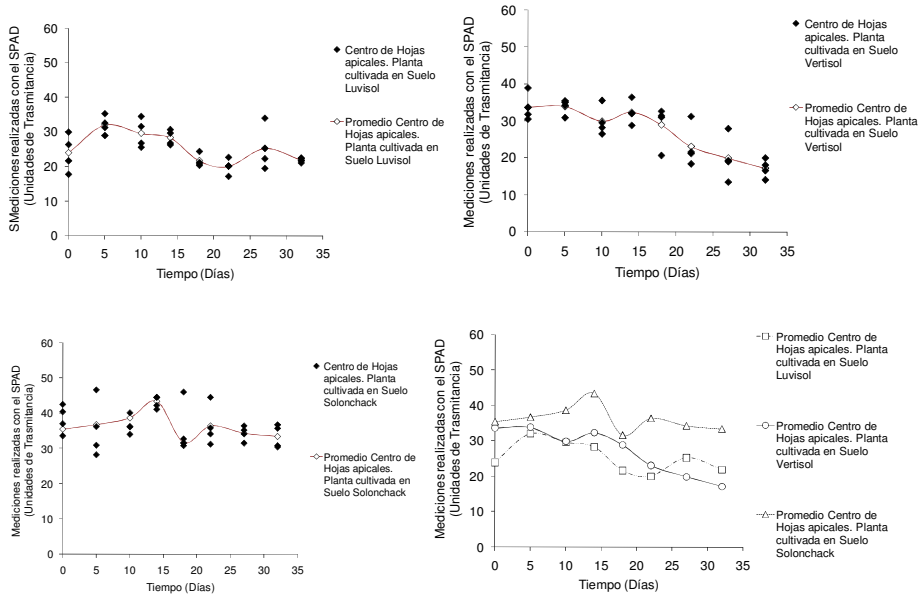 SMediciones realizadas con el SPAD
(Unidades de Trasmitancia)
60
50
40
30
20
10
0
0 5 10 15 20 25 30 35
Tiempo (Días)
Centro de Hojas
apicales. Planta
cultivada en Suelo
Luvisol
Promedio Centro de
Hojas apicales.
Planta cultivada en
Suelo Luvisol
Mediciones realizadas con el SPAD
(Unidades de Trasmitancia)
60
50
40
30
20
10
0
0 5 10 15 20 25 30 35
Tiempo (Días)
Centro de Hojas
apicales. Planta
cultivada en Suelo
Vertisol
Promedio Centro de
Hojas apicales. Planta
cultivada en Suelo
Vertisol
Mediciones realizadas con el SPAD
(Unidades de Trasmitancia)
60
50
40
30
20
10
0
0 5 10 15 20 25 30 35
Tiempo (Días)
Centro de Hojas
apicales. Planta
cultivada en Suelo
Solonchack
Promedio Centro de
Hojas apicales.
Planta cultivada en
Suelo Solonchack
Mediciones realizadas con el SPAD
(Unidades de Trasmitancia)
60
50
40
30
20
10
0
0 5 10 15 20 25 30 35
Tiempo (Días)
Promedio Centro de
Hojas apicales. Planta
cultivada en Suelo
Luvisol
Promedio Centro de
Hojas apicales. Planta
cultivada en Suelo
Vertisol
Promedio Centro de
Hojas apicales. Planta
cultivada en Suelo
Solonchack